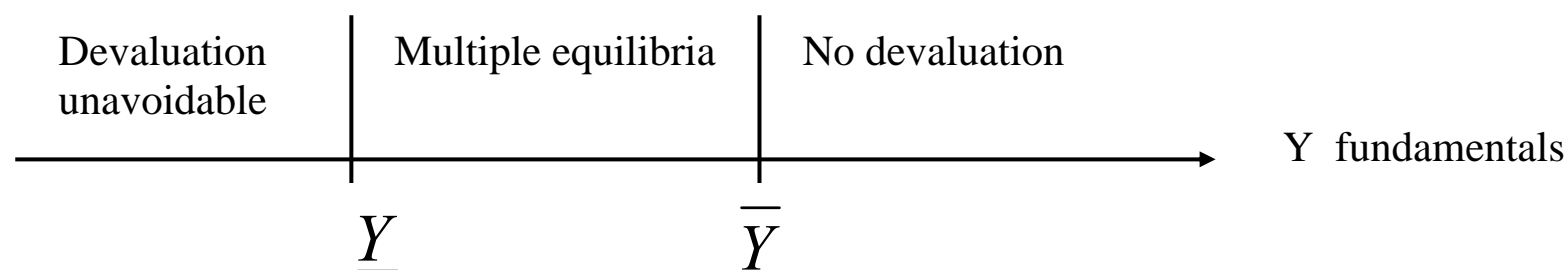 Devaluation
unavoidable
Multiple equilibria
No devaluation
Y fundamentals
Y̲
Y̅